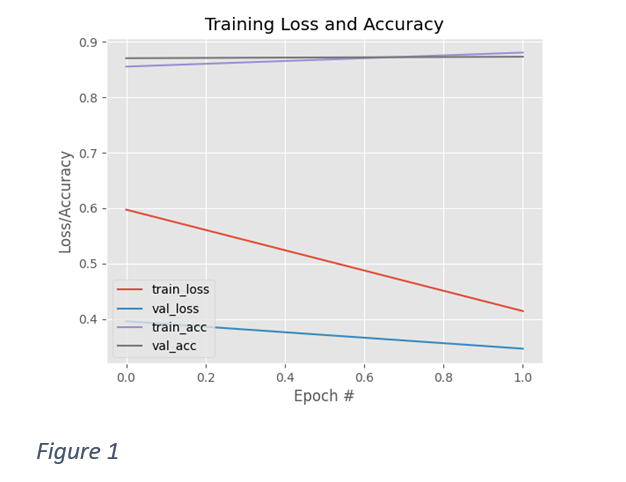 Training Loss and Accuracy
0.9
0.8
0.7
0.6
0.5
0.4
Loss/Accuracy
train_loss
val_loss
train_acc
val_acc
0.0 0.2 0.4 0.6 0.8 1.0
Epoch #
Figure 1